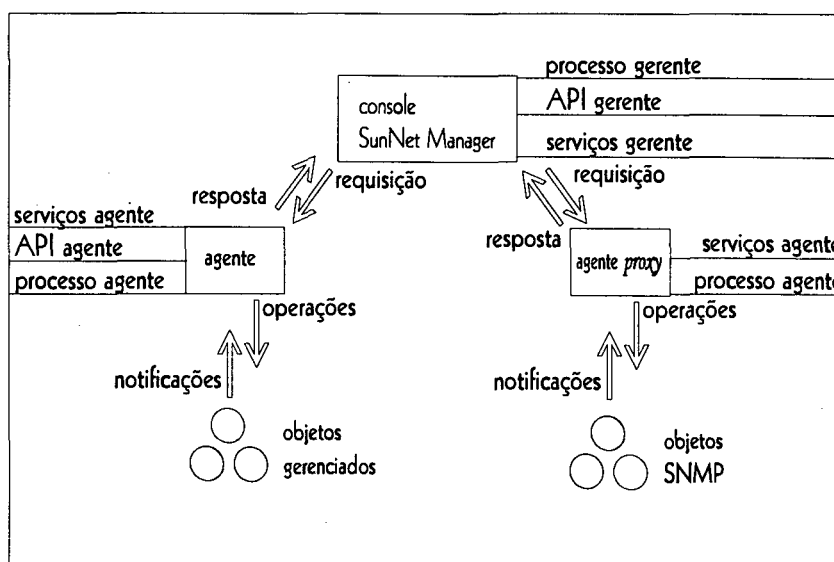 processo gerente
console
API gerente
SunNet Manager
serviços gerente
resposta
requisição
requisição
serviços agente
resposta
API agente
agente
agente proxy
serviços agente
processo agente
processo agente
operações
operações
notificações
notificações
objetos
gerenciados
objetos
SNMP